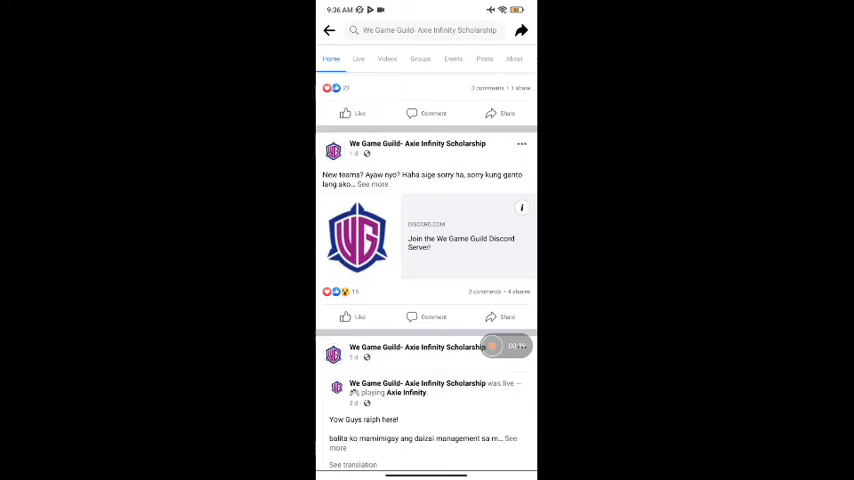 9:36 AM
We Game Guild- Axie Infinity Scholarship
Home Live Videos Groups Events Posts About
23 3 comments • 1 share
Like Comment Share
We Game Guild- Axie Infinity Scholarship
1 d
New teams? Ayaw nyo? Haha sige sorry ha, sorry kung ganto
lang ako... See more
WG
DISCORD.COM
Join the We Game Guild Discord
Server!
15 2 comments • 4 shares
Like Comment Share
We Game Guild- Axie Infinity Scholarship
2 d
We Game Guild- Axie Infinity Scholarship was live —
playing Axie Infinity.
2 d
Yow Guys ralph here!
balita ko mamimigay ang daizai management sa m... See
more
See translation